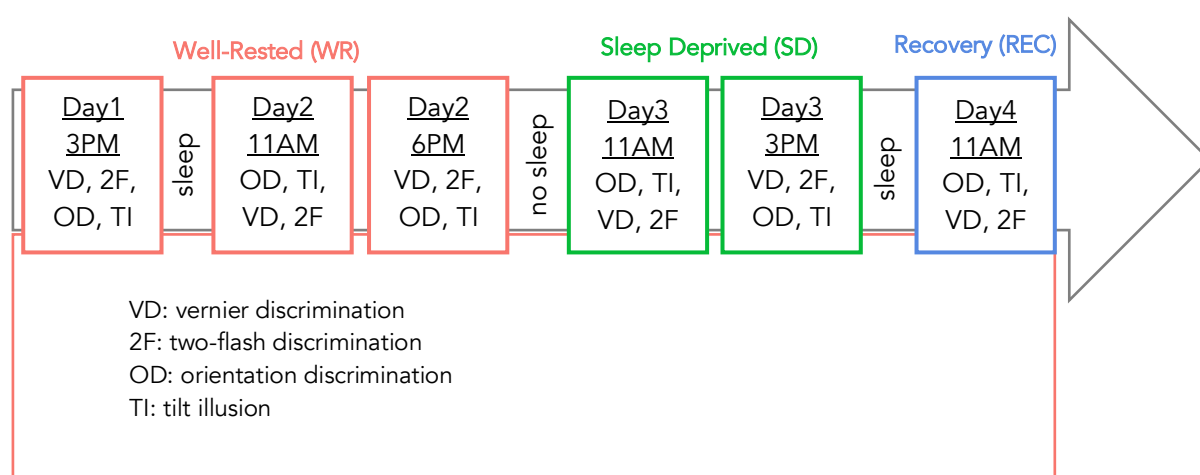 Well-Rested (WR)
Sleep Deprived (SD)
Recovery (REC)
Day1
3PM
VD, 2F,
OD, TI
sleep
Day2
11AM
OD, TI,
VD, 2F
Day2
6PM
VD, 2F,
OD, TI
no sleep
Day3
11AM
OD, TI,
VD, 2F
Day3
3PM
VD, 2F,
OD, TI
sleep
Day4
11AM
OD, TI,
VD, 2F
VD: vernier discrimination
2F: two-flash discrimination
OD: orientation discrimination
TI: tilt illusion